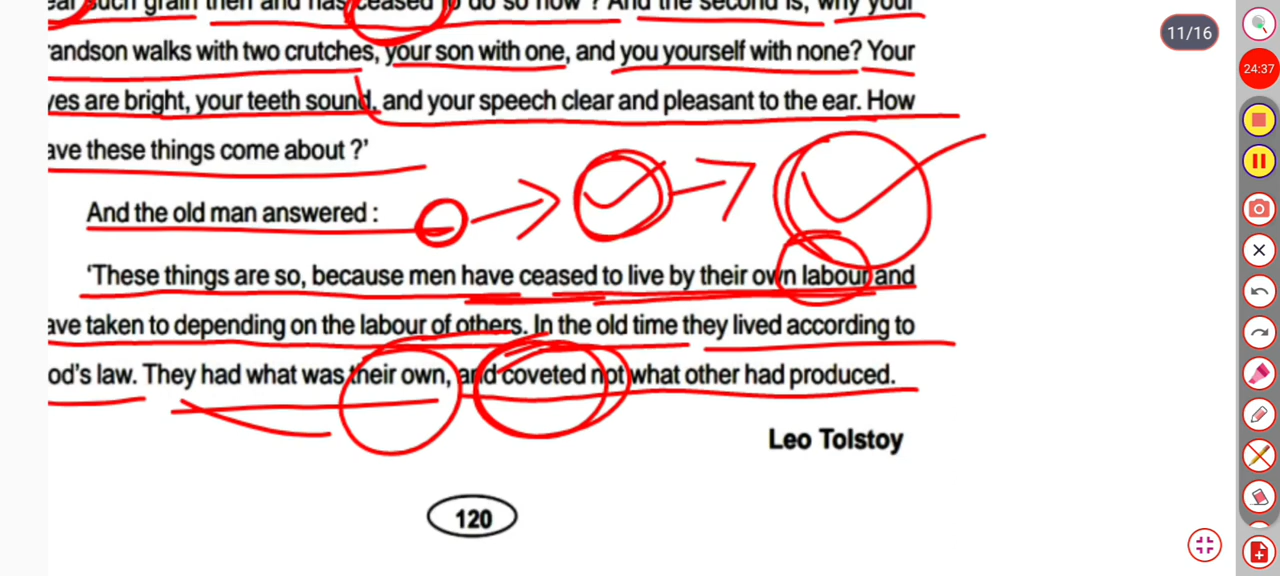 such grain then and has ceased to do so now ? And the second is, why your
andson walks with two crutches, your son with one, and you yourself with none? Your
yes are bright, your teeth sound, and your speech clear and pleasant to the ear. How
ave these things come about ?'
And the old man answered :
'These things are so, because men have ceased to live by their own labour and
ave taken to depending on the labour of others. In the old time they lived according to
od's law. They had what was their own, and coveted not what other had produced.
Leo Tolstoy
120
11/16
24:37